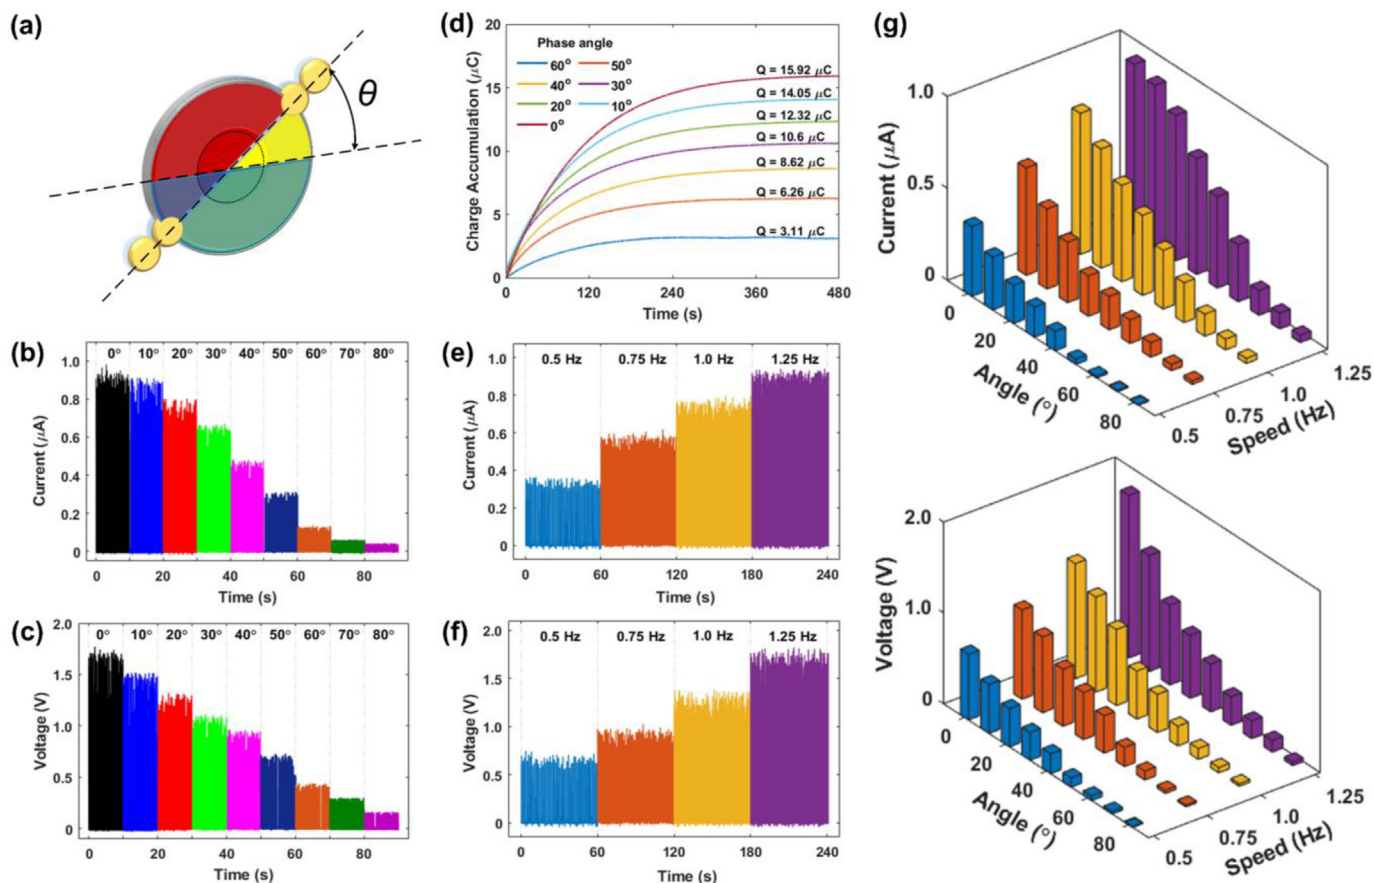 (a)
θ
(b)
0° 10° 20° 30° 40° 50° 60° 70° 80°
1.0
0.8
0.6
0.4
0.2
0
Current (μA)
0 20 40 60 80
Time (s)
(c)
0° 10° 20° 30° 40° 50° 60° 70° 80°
2.0
1.5
1.0
0.5
0
Voltage (V)
0 20 40 60 80
Time (s)
(d)
20
15
10
5
0
Charge Accumulation (μC)
Phase angle
60° 50°
40° 30°
20° 10°
0°
Q = 15.92 μC
Q = 14.05 μC
Q = 12.32 μC
Q = 10.6 μC
Q = 8.62 μC
Q = 6.26 μC
Q = 3.11 μC
0 120 240 360 480
Time (s)
(e)
0.5 Hz 0.75 Hz 1.0 Hz 1.25 Hz
1.0
0.8
0.6
0.4
0.2
0
Current (μA)
0 60 120 180 240
Time (s)
(f)
0.5 Hz 0.75 Hz 1.0 Hz 1.25 Hz
2.0
1.5
1.0
0.5
0
Voltage (V)
0 60 120 180 240
Time (s)
(g)
1.0
0.5
0
Current (μA)
0 20 40 60 80
Angle (°)
0.5 0.75 1.0 1.25
Speed (Hz)
2.0
1.0
0
Voltage (V)
0 20 40 60 80
Angle (°)
0.5 0.75 1.0 1.25
Speed (Hz)